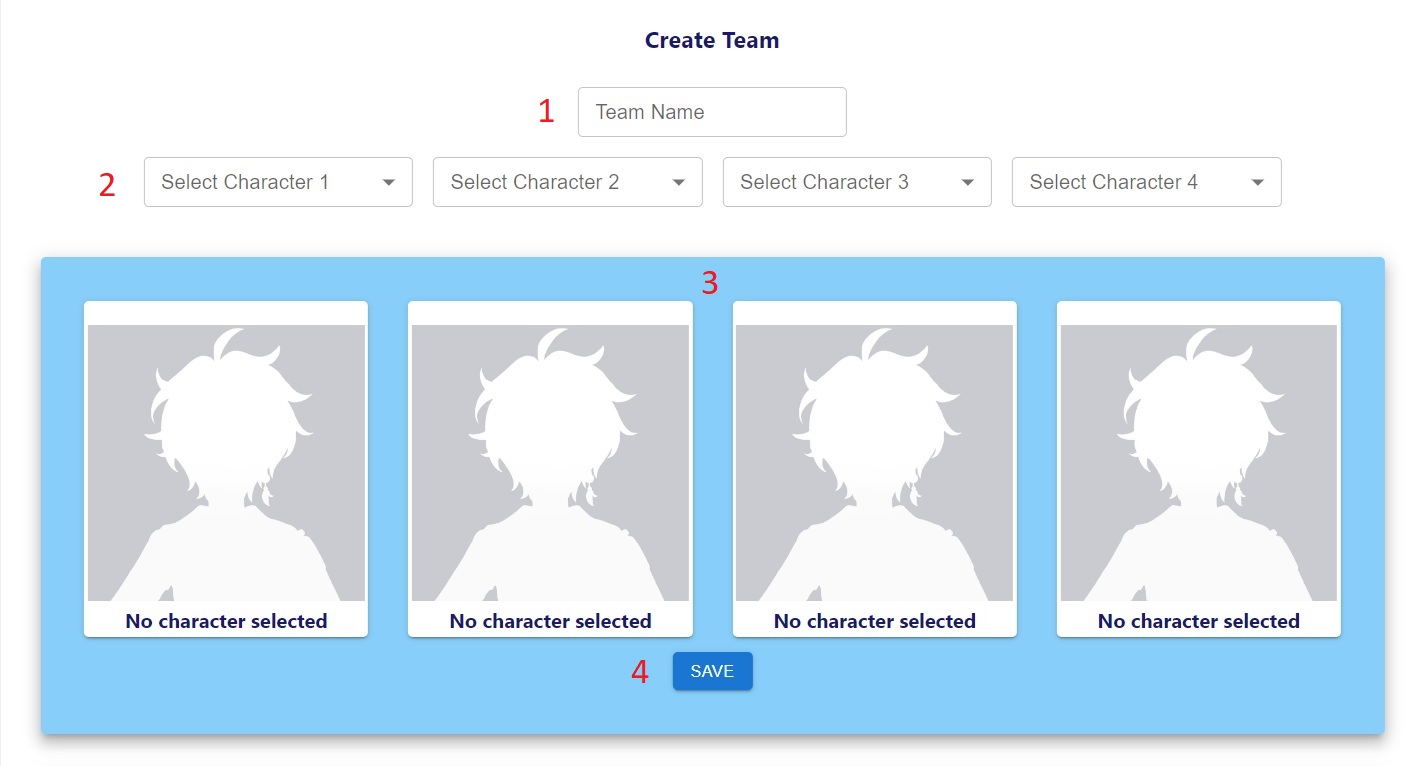 Create Team
1 Team Name
2 Select Character 1 Select Character 2 Select Character 3 Select Character 4
3
No character selected No character selected No character selected No character selected
4 SAVE